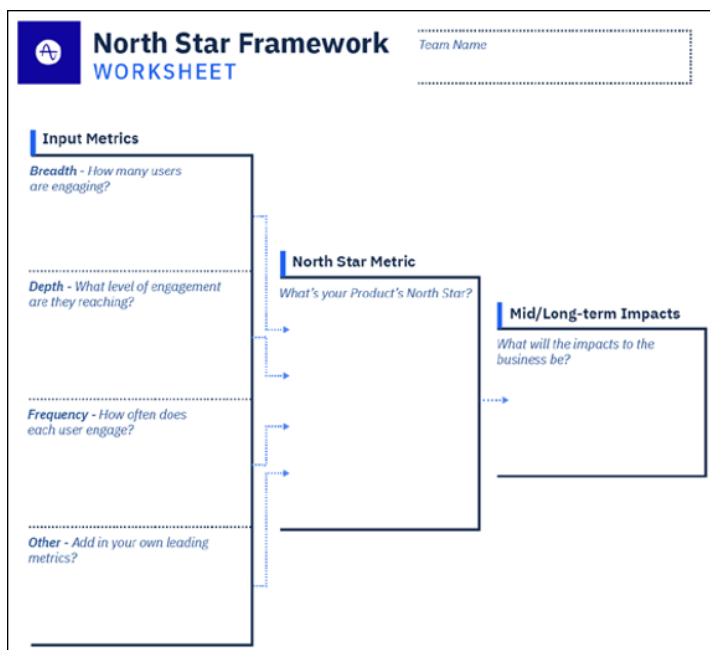 North Star Framework
WORKSHEET
Team Name
Input Metrics
Breadth - How many users
are engaging?
Depth - What level of engagement
are they reaching?
Frequency - How often does
each user engage?
Other - Add in your own leading
metrics?
North Star Metric
What's your Product's North Star?
Mid/Long-term Impacts
What will the impacts to the
business be?